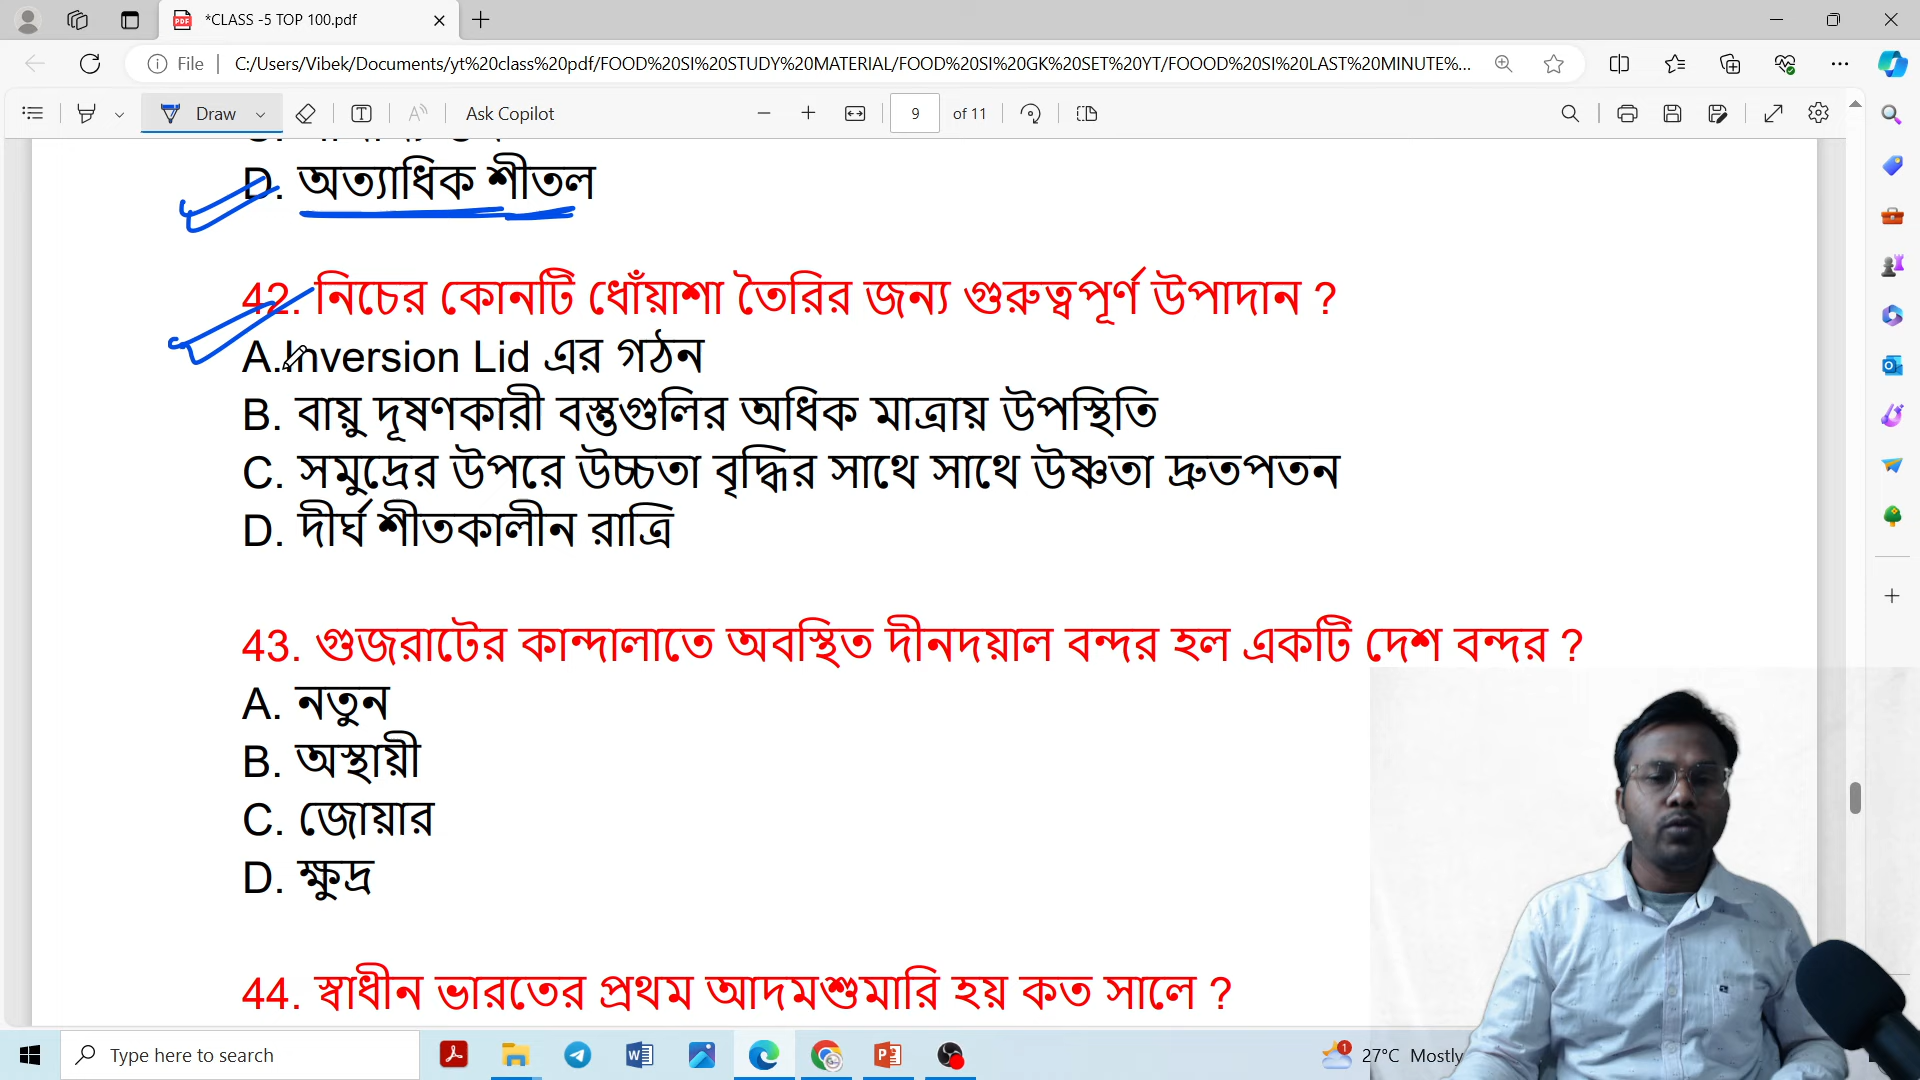 *CLASS -5 TOP 100.pdf
File
C:/Users/Vibek/Documents/yt%20class%20pdf/FOOD%20SI%20STUDY%20MATERIAL/FOOD%20SI%20GK%20SET%20YT/FOOOD%20SI%20LAST%20MINUTE%...
Draw
Ask Copilot
9 of 11
D. অত্যাধিক শীতল
42. নিচের কোনটি ধোঁয়াশা তৈরির জন্য গুরুত্বপূর্ণ উপাদান ?
A.Inversion Lid এর গঠন
B. বায়ু দূষণকারী বস্তুগুলির অধিক মাত্রায় উপস্থিতি
C. সমুদ্রের উপরে উচ্চতা বৃদ্ধির সাথে সাথে উষ্ণতা দ্রুতপতন
D. দীর্ঘ শীতকালীন রাত্রি
43. গুজরাটের কান্দালাতে অবস্থিত দীনদয়াল বন্দর হল একটি দেশ বন্দর ?
A. নতুন
B. অস্থায়ী
C. জোয়ার
D. ক্ষুদ্র
44. স্বাধীন ভারতের প্রথম আদমশুমারি হয় কত সালে ?
Type here to search
27°C Mostly